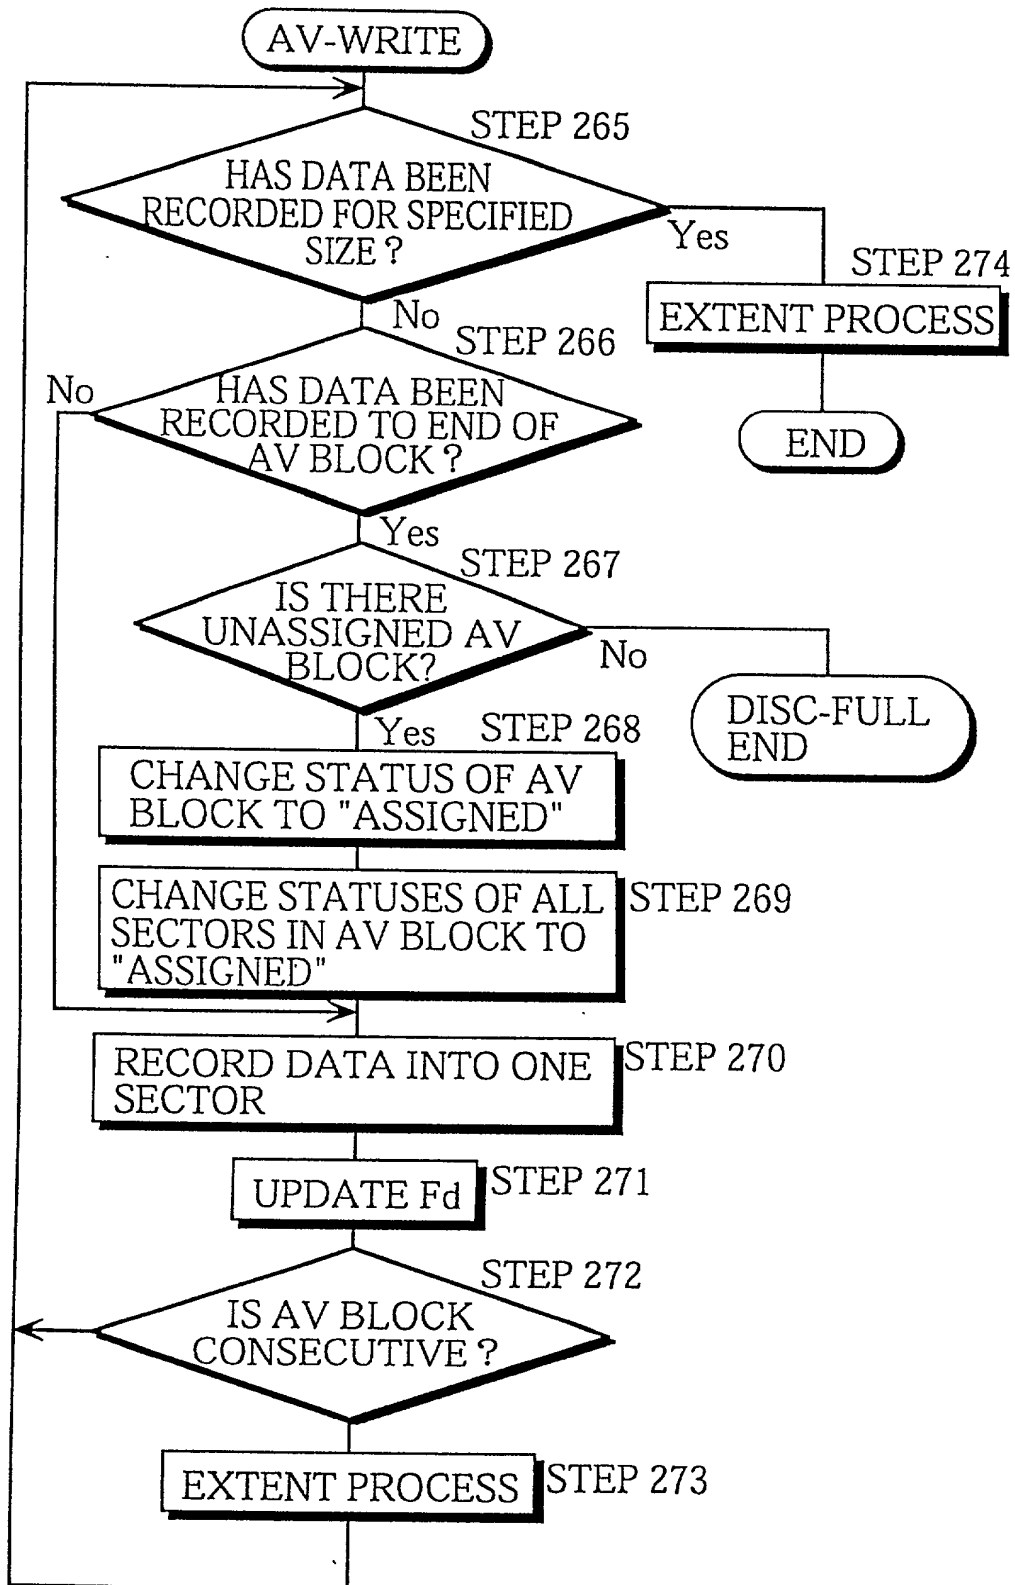 AV-WRITE
STEP 265
HAS DATA BEEN
RECORDED FOR SPECIFIED
SIZE ?
Yes
STEP 274
EXTENT PROCESS
END
No
STEP 266
HAS DATA BEEN
RECORDED TO END OF
AV BLOCK ?
No
Yes
STEP 267
IS THERE
UNASSIGNED AV
BLOCK?
No
DISC-FULL
END
Yes
STEP 268
CHANGE STATUS OF AV
BLOCK TO "ASSIGNED"
CHANGE STATUSES OF ALL
SECTORS IN AV BLOCK TO
"ASSIGNED"
STEP 269
RECORD DATA INTO ONE
SECTOR
STEP 270
UPDATE Fd
STEP 271
STEP 272
IS AV BLOCK
CONSECUTIVE ?
EXTENT PROCESS
STEP 273